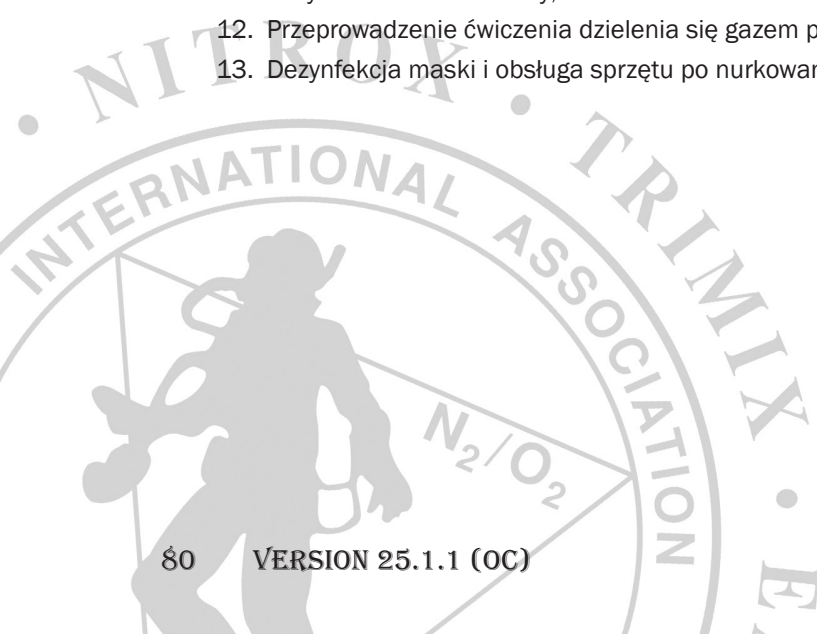 12. Przeprowadzenie ćwiczenia dzielenia się gazem
13. Dezynfekcja maski i obsługa sprzętu po
• NITROX • TRIMIX •
INTERNATIONAL ASSOCIATION
N2/O2
80 VERSION 25.1.1 (OC)